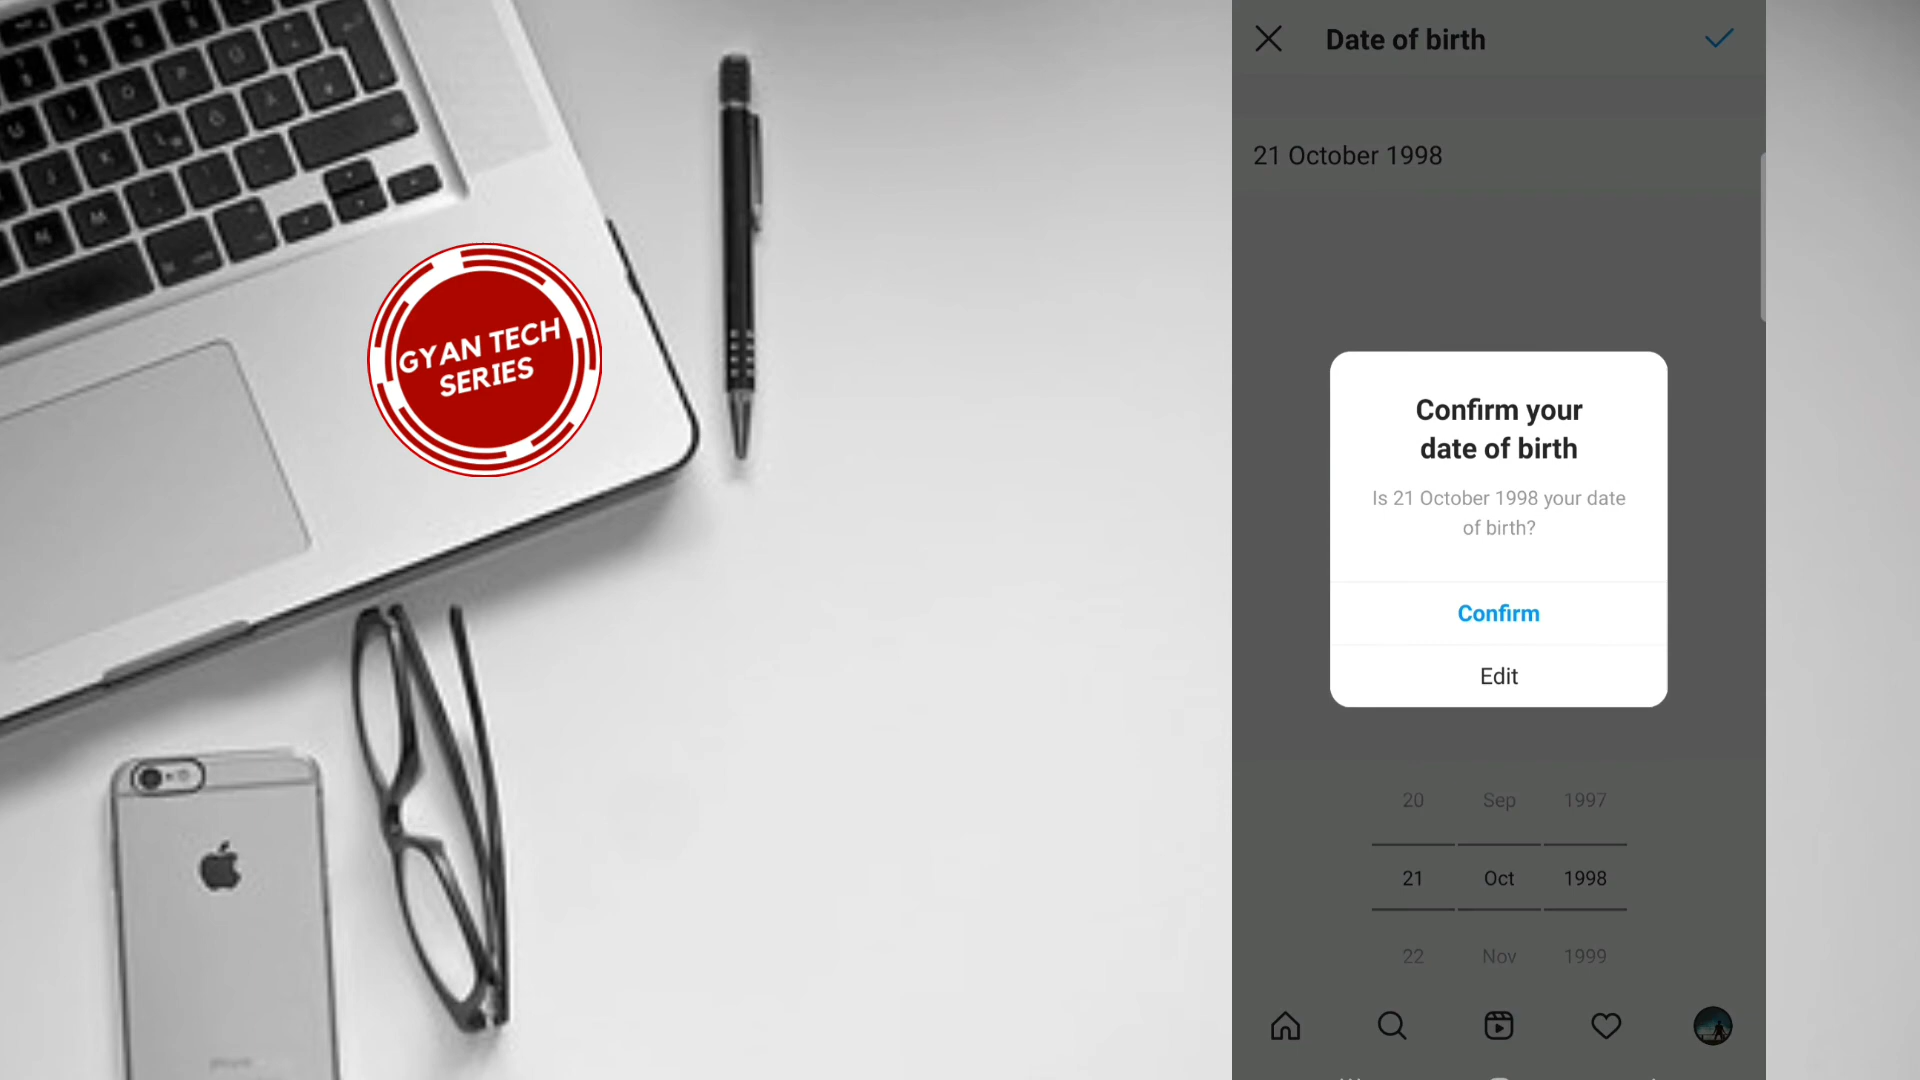 GYAN TECH
SERIES
Date of birth
21 October 1998
Confirm your
date of birth
Is 21 October 1998 your date
of birth?
Confirm
Edit
20 Sep 1997
21 Oct 1998
22 Nov 1999